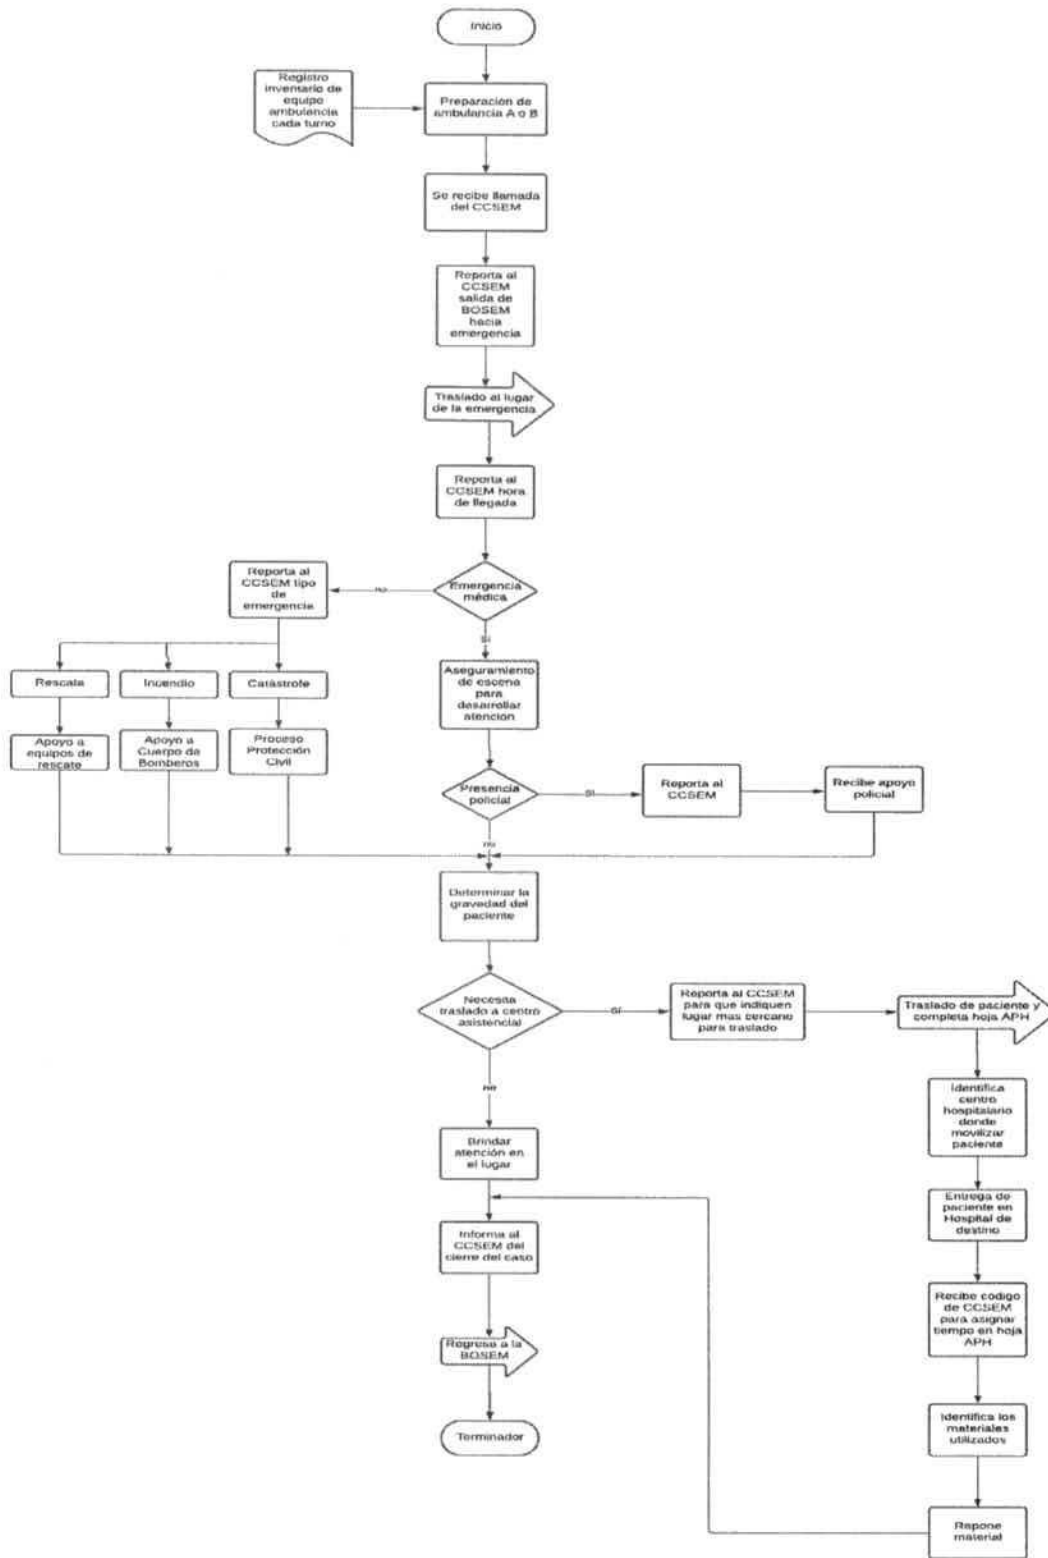 Inicio
Registro
inventario de
equipo
ambulancia
cada turno
Preparación de
ambulancia A o B
Se recibe llamada
del CCSEM
Reporta al
CCSEM
salida de
BOSEM
hacia
emergencia
Traslado al lugar
de la emergencia
Reporta al
CCSEM hora
de llegada
Emergencia
médica
no
Reporta al
CCSEM tipo
de
emergencia
Si
Rescate
Incendio
Catástrofe
Aseguramiento
de escena
para
desarrollar
atención
Apoyo a
equipos de
rescate
Apoyo a
Cuerpo de
Bomberos
Proceso
Protección
Civil
Presencia
policial
SI
Reporta al
CCSEM
Recibe apoyo
policial
no
Determinar la
gravedad del
paciente
Necesita
traslado a centro
asistencial
SI
Reporta al CCSEM
para que indiquen
lugar mas cercano
para traslado
Traslado de paciente y
completa hoja APH
no
Identifica
centro
hospitalario
donde
movilizar
paciente
Brindar
atención en
el lugar
Entrega de
paciente en
Hospital de
destino
Informa al
CCSEM del
cierre del caso
Recibe código
de CCSEM
para asignar
tiempo en hoja
APH
Regreso a la
BOSEM
Identifica los
materiales
utilizados
Terminador
Repone
material